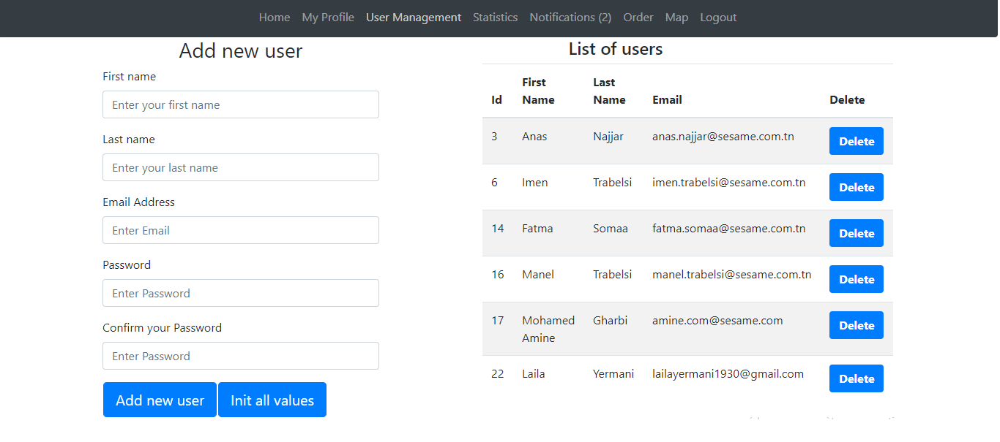 Home My Profile User Management Statistics Notifications (2) Order Map Logout
Add new user
First name
Enter your first name
Last name
Enter your last name
Email Address
Enter Email
Password
Enter Password
Confirm your Password
Enter Password
Add new user Init all values
List of users
Id First Name Last Name Email Delete
3 Anas Najjar anas.najjar@sesame.com.tn Delete
6 Imen Trabelsi imen.trabelsi@sesame.com.tn Delete
14 Fatma Somaa fatma.somaa@sesame.com.tn Delete
16 Manel Trabelsi manel.trabelsi@sesame.com.tn Delete
17 Mohamed Amine Gharbi amine.com@sesame.com Delete
22 Laila Yermani lailayermani1930@gmail.com Delete